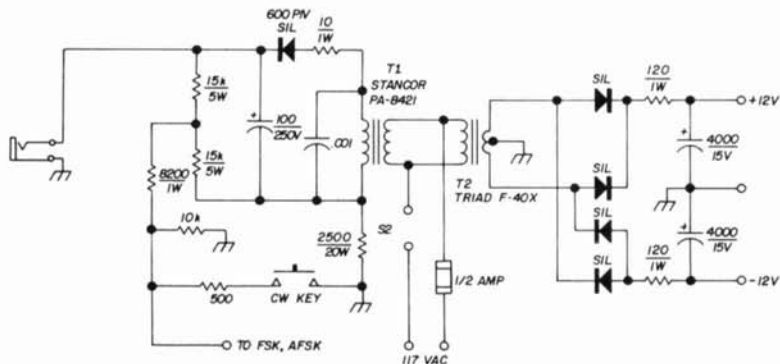 600 PIV
SIL
10
1W
T1
STANCOR
PA-8421
15k
5W
100
250V
.001
15k
5W
8200
1W
10k
2500
20W
500
CW KEY
TO FSK, AFSK
S2
1/2 AMP
117 VAC
T2
TRIAD F-40X
SIL
120
1W
+12V
4000
15V
SIL
SIL
SIL
120
1W
4000
15V
-12V